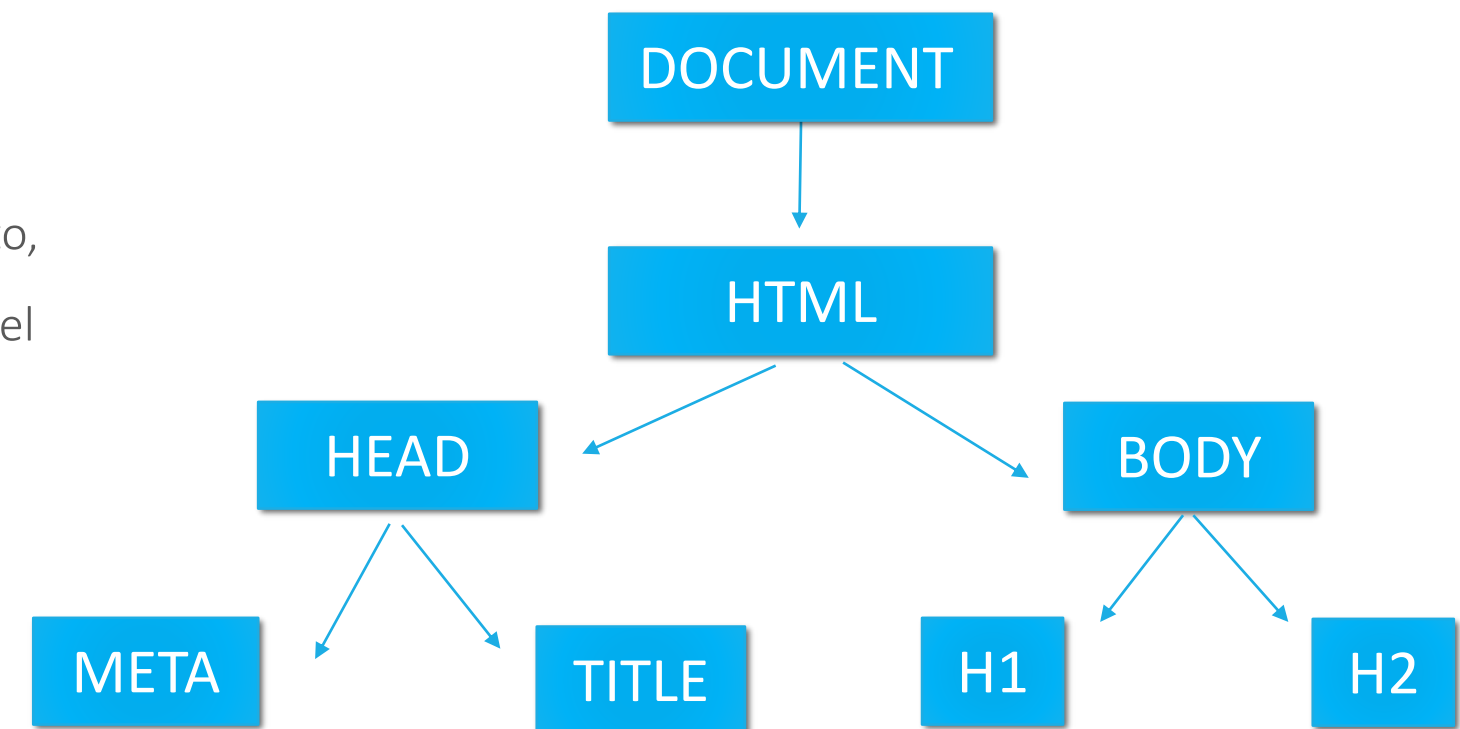 DOCUMENT
o,
HTML
el
HEAD
BODY
META
TITLE
H1
H2